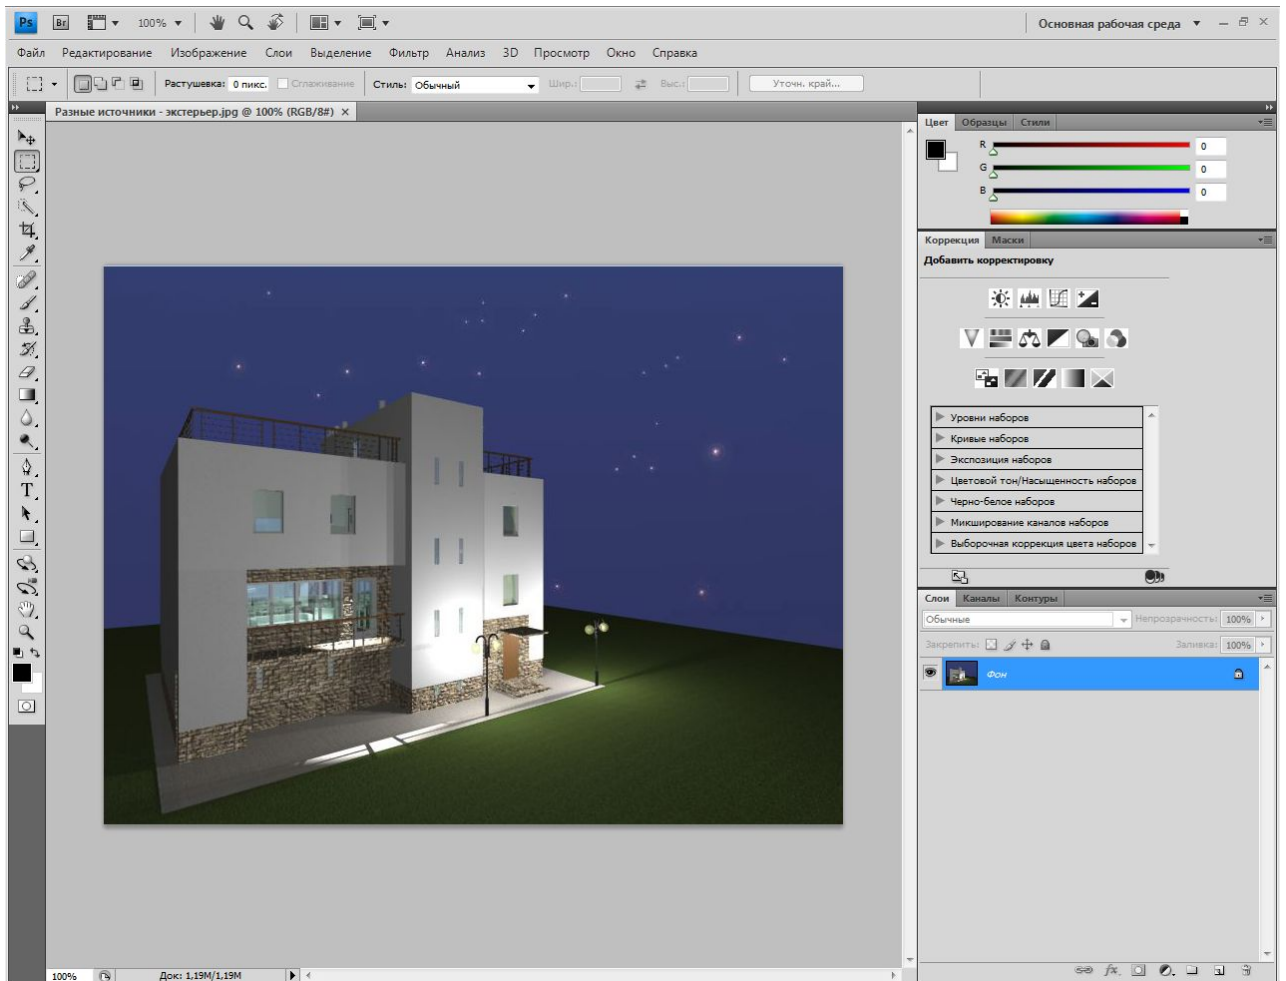 Ps Br 100% Основная рабочая среда
Файл Редактирование Изображение Слои Выделение Фильтр Анализ 3D Просмотр Окно Справка
Растушевка: 0 пикс. Сглаживание Стиль: Обычный Шир.: Выс.: Уточн. край...
Разные источники - экстерьер.jpg @ 100% (RGB/8#) ×
Цвет Образцы Стили
R 0
G 0
B 0
Коррекция Маски
Добавить корректировку
Уровни наборов
Кривые наборов
Экспозиция наборов
Цветовой тон/Насыщенность наборов
Черно-белое наборов
Микширование каналов наборов
Выборочная коррекция цвета наборов
Слои Каналы Контуры
Обычные Непрозрачность: 100%
Закрепить: Заливка: 100%
Фон
T
fx
100% Док: 1,19M/1,19M